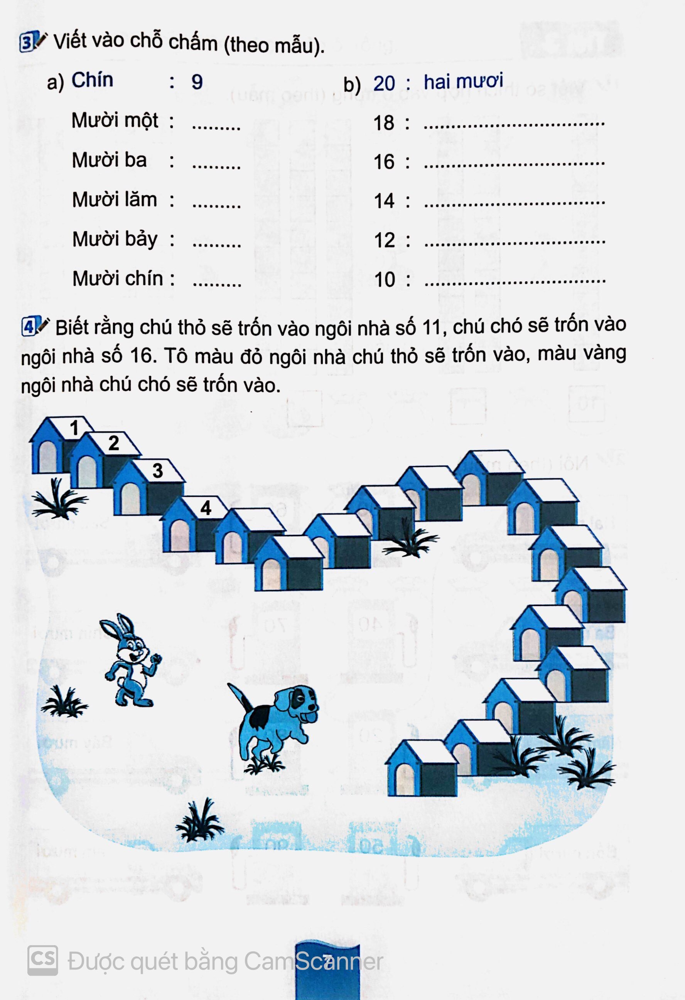 3 Viết vào chỗ chấm (theo mẫu).
a) Chín : 9
b) 20 : hai mươi
Mười một : .........
18 : .................................
Mười ba : .........
16 : .................................
Mười lăm : .........
14 : .................................
Mười bảy : .........
12 : .................................
Mười chín : .........
10 : .................................
4 Biết rằng chú thỏ sẽ trốn vào ngôi nhà số 11, chú chó sẽ trốn vào
ngôi nhà số 16. Tô màu đỏ ngôi nhà chú thỏ sẽ trốn vào, màu vàng
ngôi nhà chú chó sẽ trốn vào.
1
2
3
4
7
CS Được quét bằng CamScanner